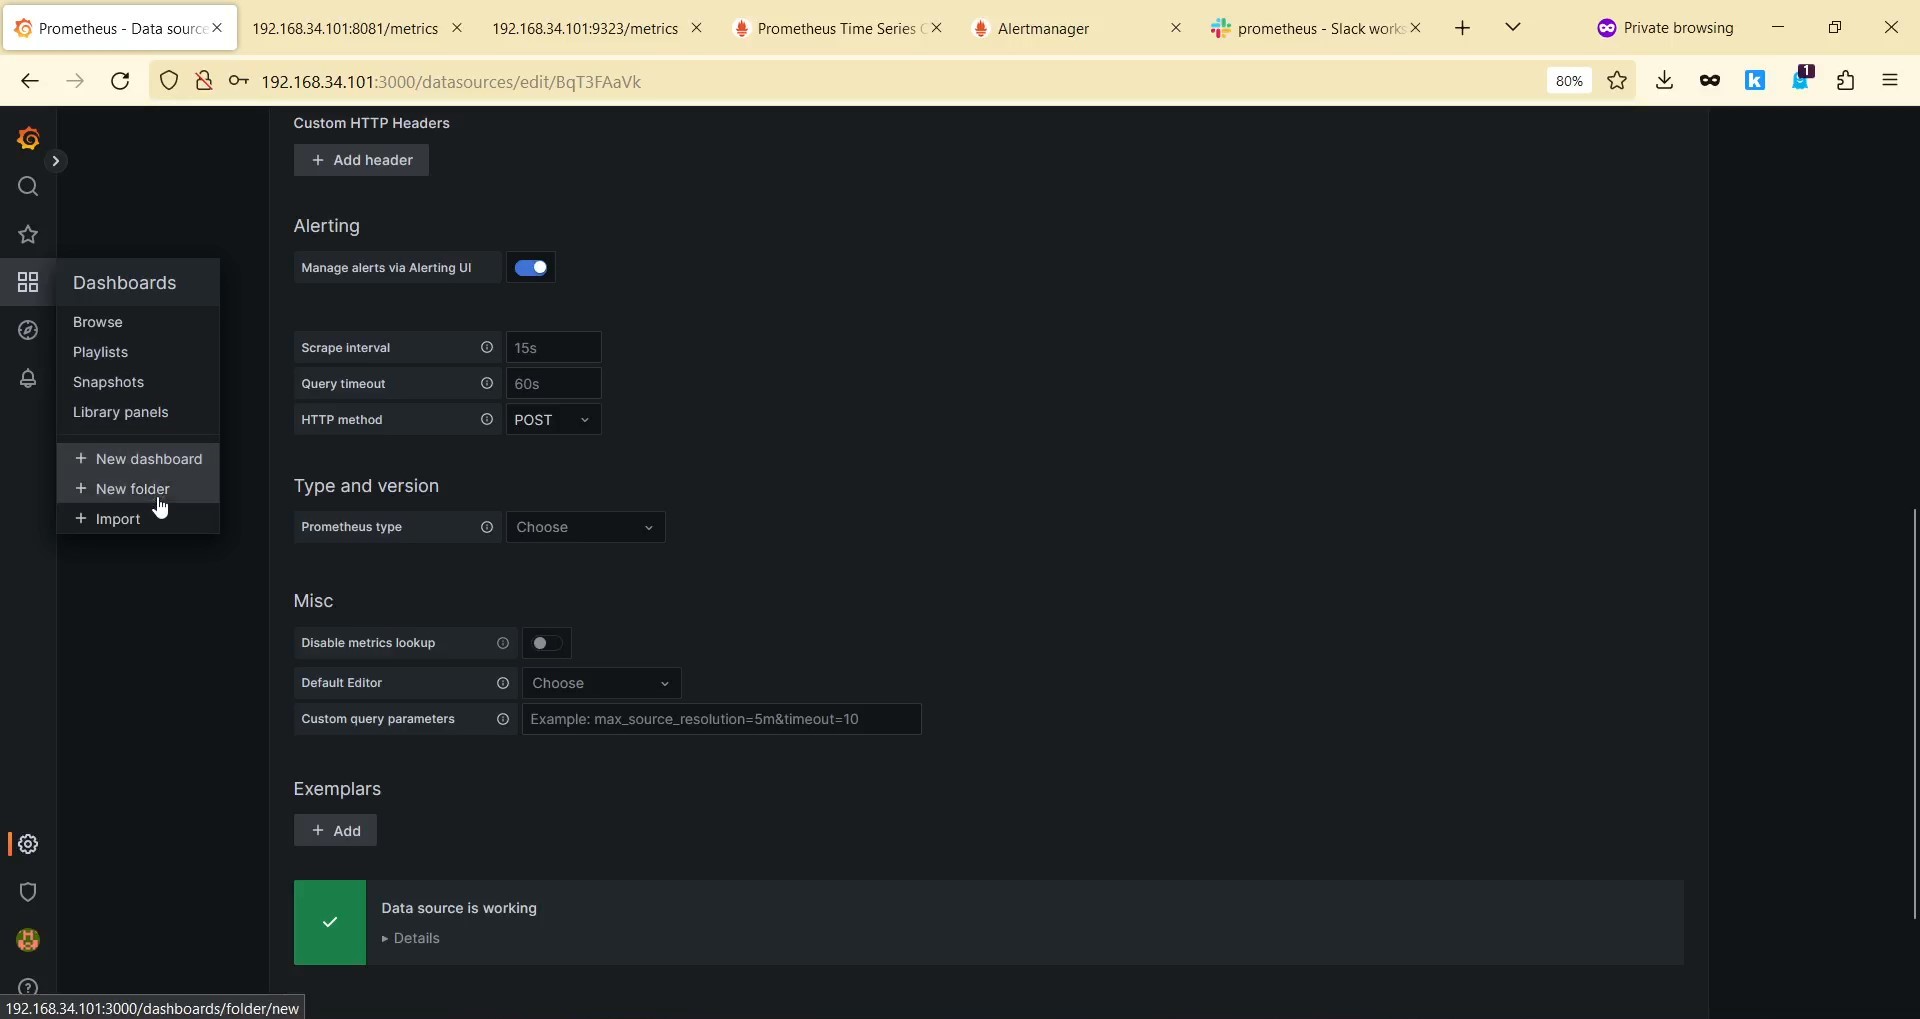 Prometheus - Data source
192.168.34.101:8081/metrics
192.168.34.101:9323/metrics
Prometheus Time Series C
Alertmanager
prometheus - Slack works
Private browsing
192.168.34.101:3000/datasources/edit/BqT3FAaVk
80%
1
Custom HTTP Headers
+ Add header
Alerting
Manage alerts via Alerting UI
Dashboards
Browse
Playlists
Snapshots
Library panels
+ New dashboard
+ New folder
+ Import
Scrape interval 15s
Query timeout 60s
HTTP method POST
Type and version
Prometheus type Choose
Misc
Disable metrics lookup
Default Editor Choose
Custom query parameters Example: max_source_resolution=5m&timeout=10
Exemplars
+ Add
Data source is working
Details
192.168.34.101:3000/dashboards/folder/new